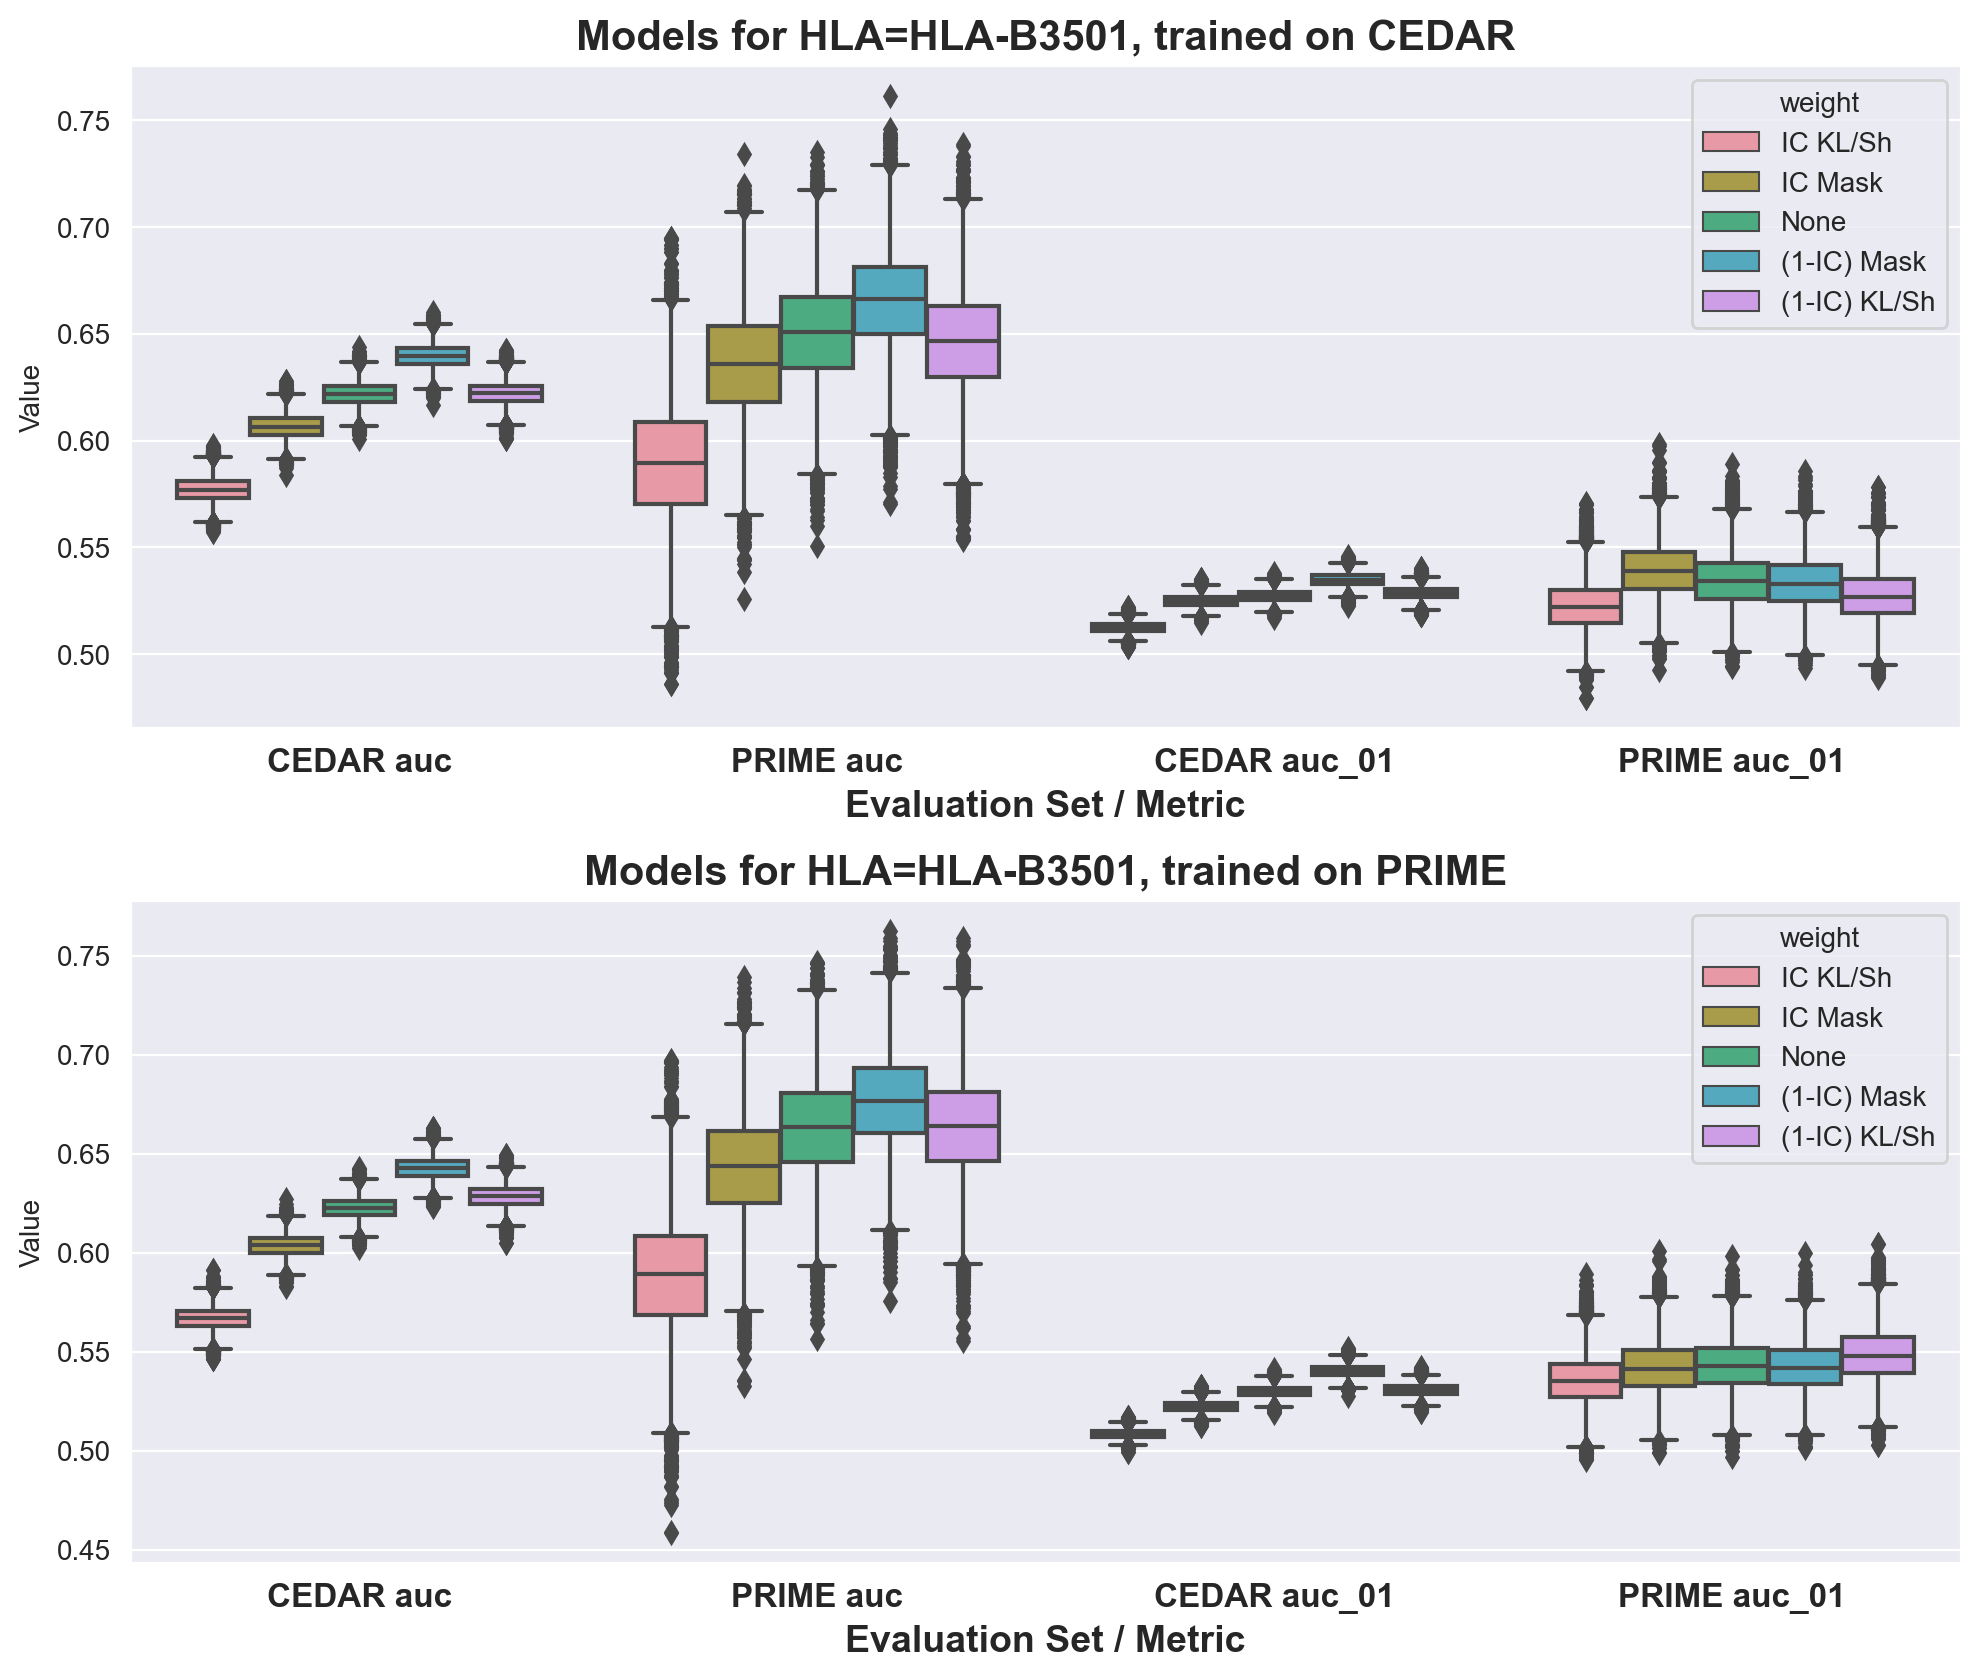 Models for HLA=HLA-B3501, trained on CEDAR
weight
IC KL/Sh
IC Mask
None
(1-IC) Mask
(1-IC) KL/Sh
0.75
0.70
0.65
0.60
0.55
0.50
Value
CEDAR auc PRIME auc CEDAR auc_01 PRIME auc_01
Evaluation Set / Metric
Models for HLA=HLA-B3501, trained on PRIME
weight
IC KL/Sh
IC Mask
None
(1-IC) Mask
(1-IC) KL/Sh
0.75
0.70
0.65
0.60
0.55
0.50
0.45
Value
CEDAR auc PRIME auc CEDAR auc_01 PRIME auc_01
Evaluation Set / Metric